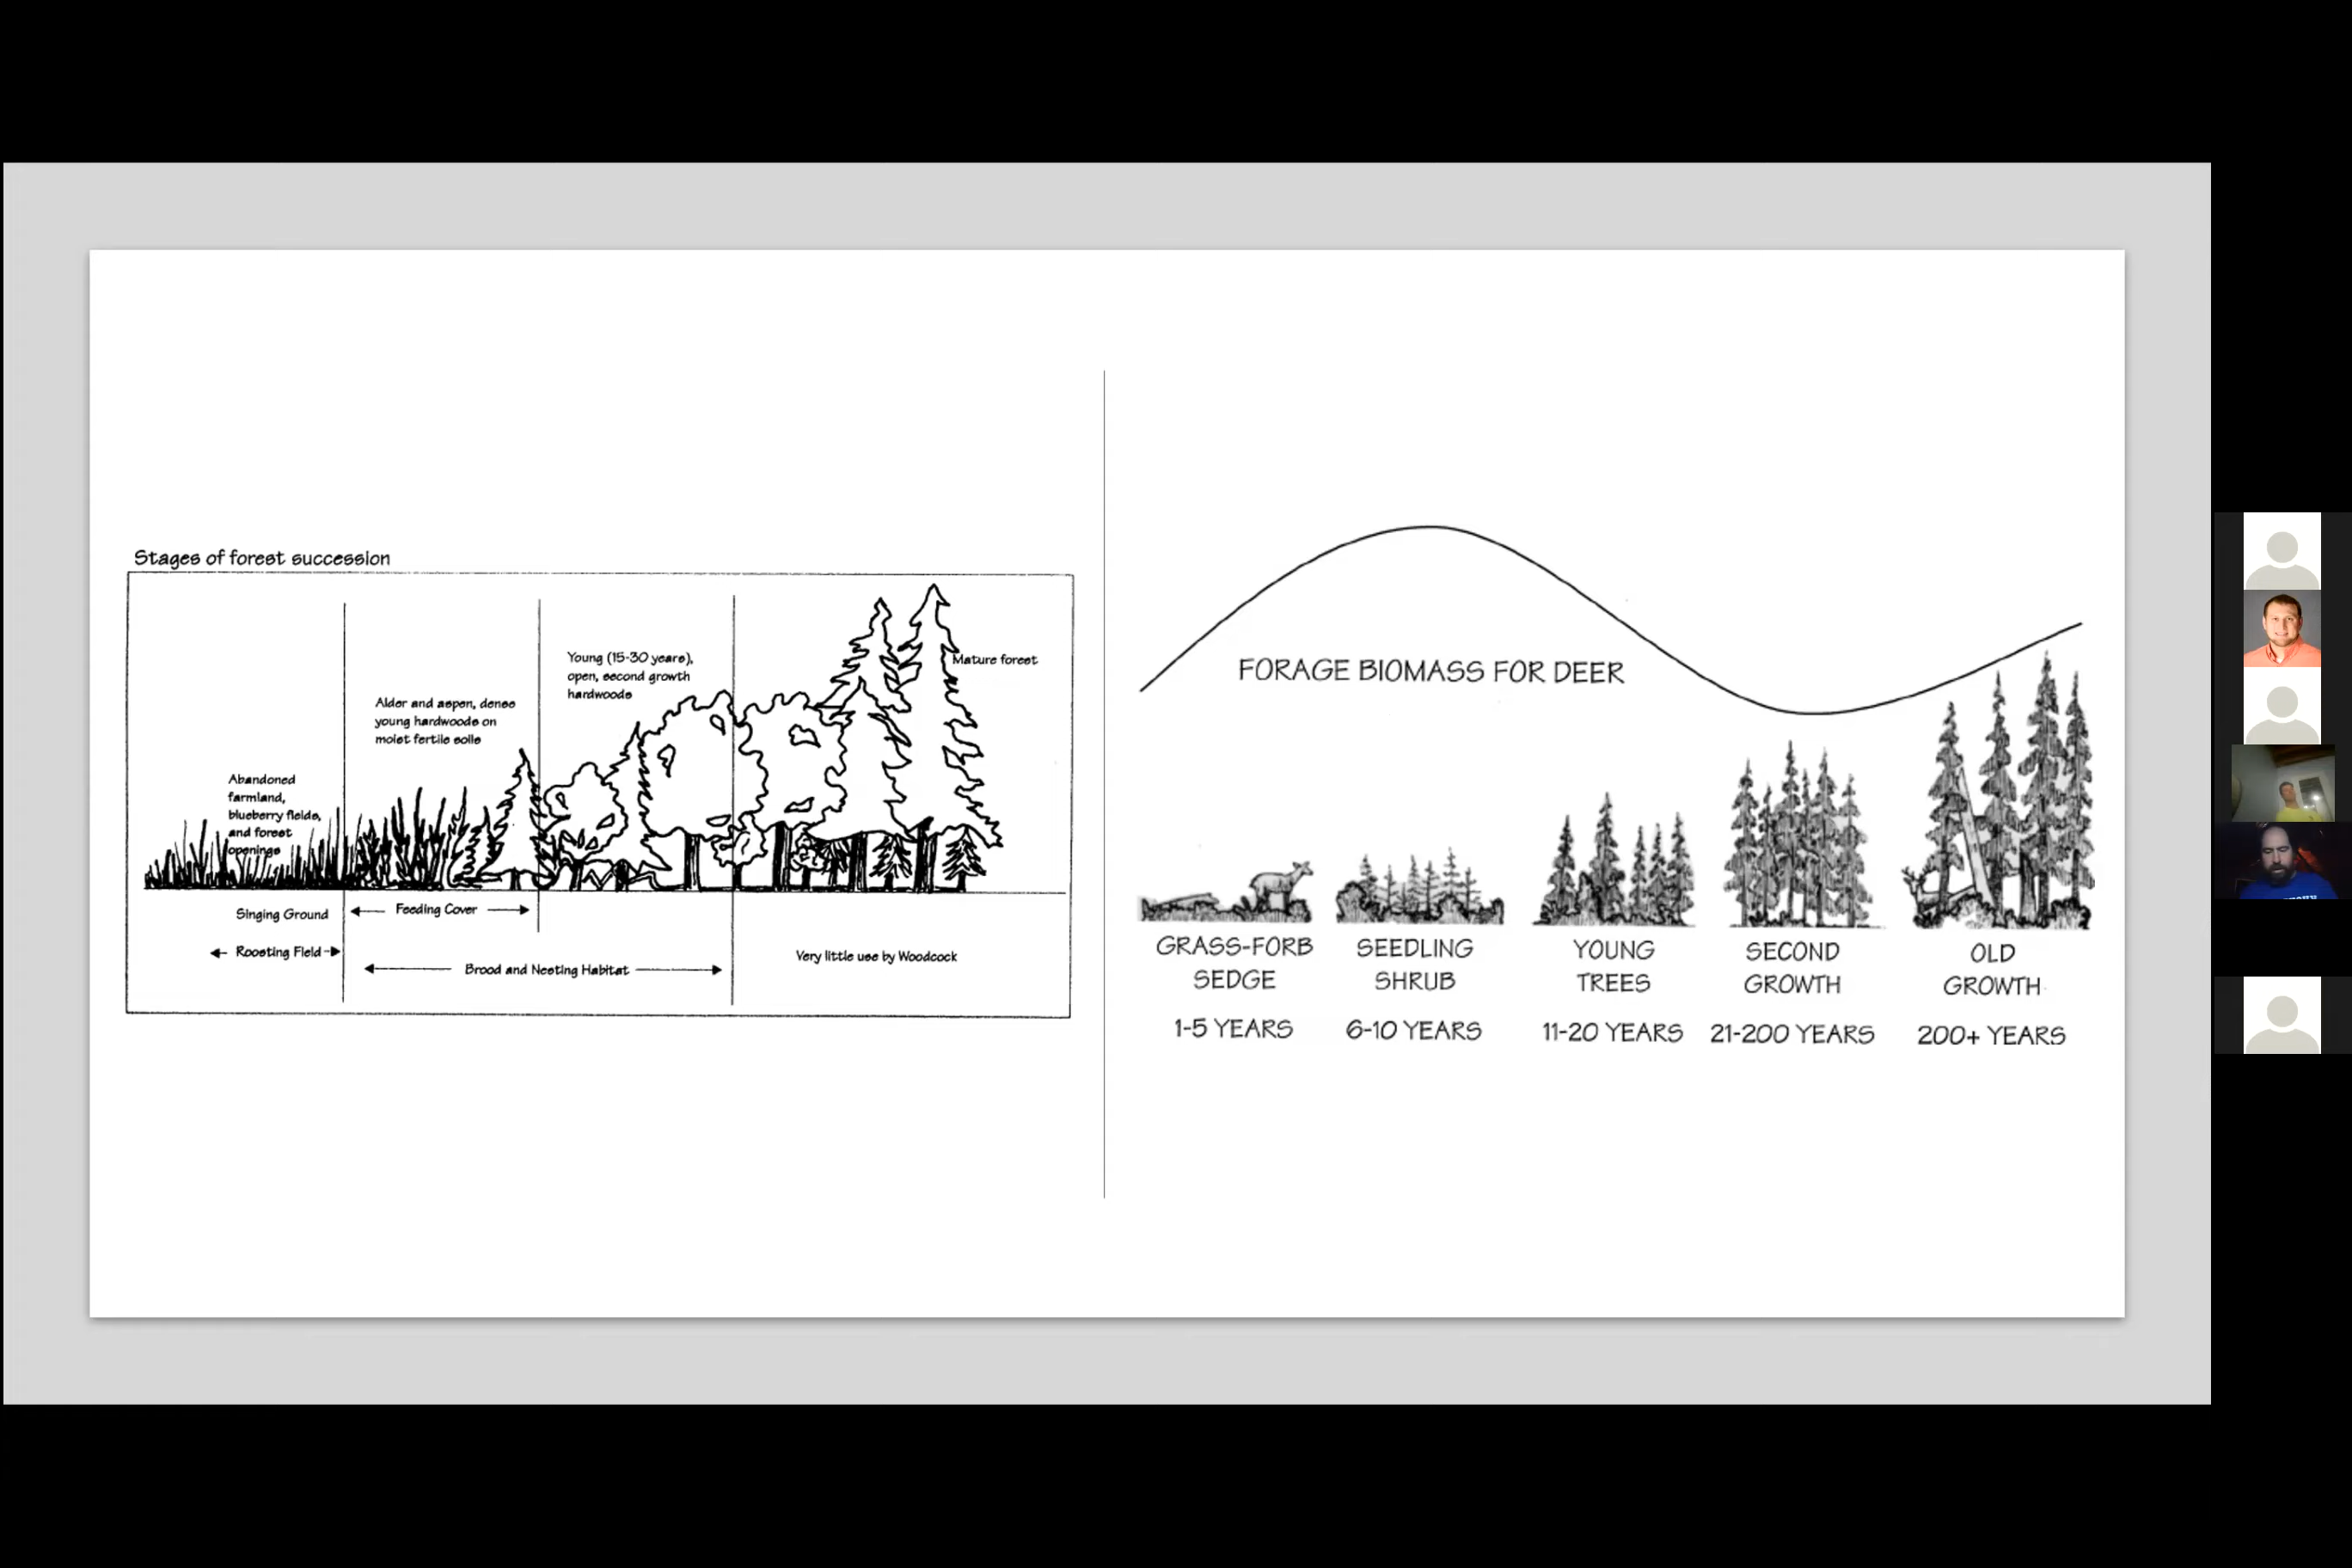 Stages of forest succession
Abandoned
farmland,
blueberry fields,
and forest
openings
Alder and aspen, dense
young hardwoods on
moist fertile soils
Young (15-30 years),
open, second growth
hardwoods
Mature forest
Singing Ground
Roosting Field
Feeding Cover
Brood and Nesting Habitat
Very little use by Woodcock
FORAGE BIOMASS FOR DEER
GRASS-FORB
SEDGE
1-5 YEARS
SEEDLING
SHRUB
6-10 YEARS
YOUNG
TREES
11-20 YEARS
SECOND
GROWTH
21-200 YEARS
OLD
GROWTH
200+ YEARS